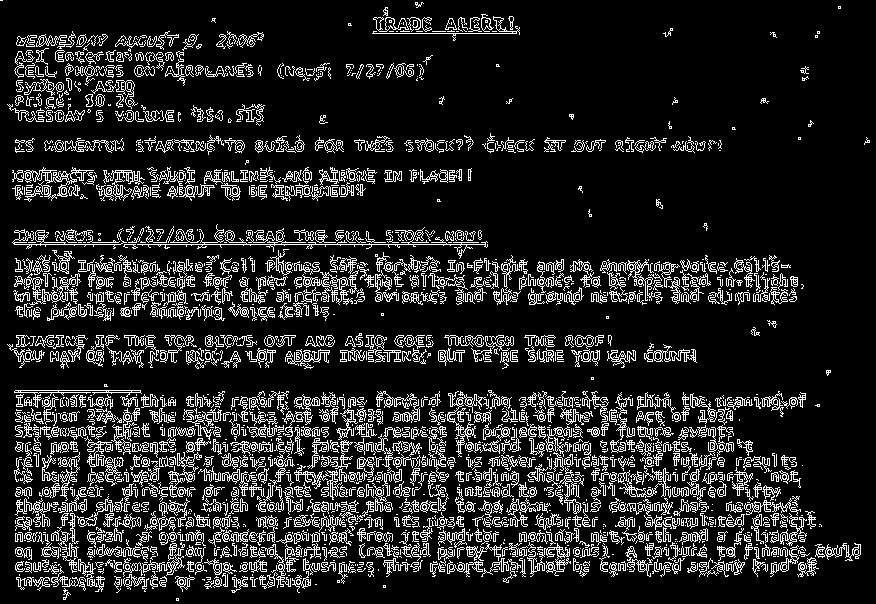 TRADE ALERT!
WEDNESDAY AUGUST 9, 2006
ASI Entertainment
CELL PHONES ON AIRPLANES! (News: 7/27/06)
Symbol: ASIQ
Price: $0.26
TUESDAY'S VOLUME:
IS MOMENTUM STARTING TO BUILD FOR THIS STOCK?? CHECK IT OUT RIGHT NOW!!
CONTRACTS WITH SAUDI AIRLINES AND AIRONE IN PLACE!!
READ ON, YOU ARE ABOUT TO BE INFORMED!!
THE NEWS: (7/27/06) GO READ THE FULL STORY NOW!
1)ASIQ Invention Makes Cell Phones Safe for Use In-Flight and No Annoying Voice Calls-
Applied for a patent for a new concept that allows cell phones to be operated in-flight,
without interfering with the aircraft's avionics and the ground networks and eliminates
the problem of annoying voice calls.
IMAGINE IF THE TOP BLOWS OUT AND ASIQ GOES THROUGH THE ROOF!
YOU MAY OR MAY NOT KNOW A LOT ABOUT INVESTING, BUT WE'RE SURE YOU CAN COUNT!
Information within this report contains forward looking statements within the meaning of
Section 27A of the Securities Act of 1933 and Section 21B of the SEC Act of 1934.
Statements that involve discussions with respect to projections of future events
are not statements of historical fact and may be forward looking statements. Don't
rely on them to make a decision. Past performance is never indicative of future results.
We have received two hundred fifty thousand free trading shares from a third party, not
an officer, director or affiliate shareholder. We intend to sell all two hundred fifty
thousand shares now, which could cause the stock to go down. This company has: negative
cash flow from operations, no revenues in its most recent quarter, an accumulated deficit,
nominal cash, a going concern opinion from its auditor, nominal net worth and a reliance
on cash advances from related parties (related party transactions). A failure to finance could
cause this company to go out of business. This report shall not be construed as any kind of
investment advice or solicitation.